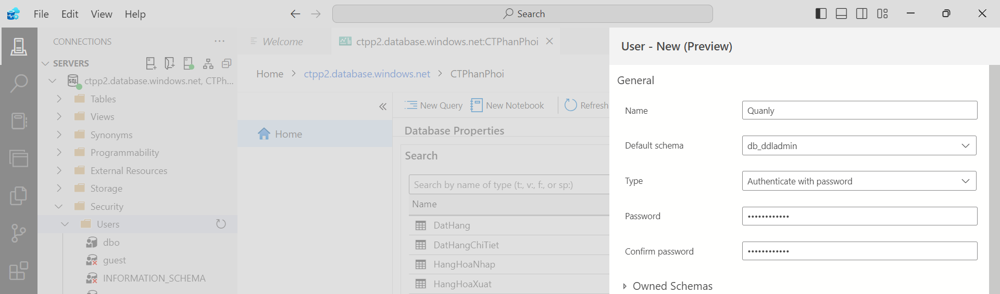 File Edit View Help
Search
CONNECTIONS
SERVERS
ctpp2.database.windows.net, CTPh...
Tables
Views
Synonyms
Programmability
External Resources
Storage
Security
Users
dbo
guest
INFORMATION_SCHEMA
Welcome
ctpp2.database.windows.net:CTPhanPhoi
Home > ctpp2.database.windows.net > CTPhanPhoi
Home
New Query New Notebook Refresh
Database Properties
Search
Search by name of type (t:, v:, f:, or sp:)
Name
DatHang
DatHangChiTiet
HangHoaNhap
HangHoaXuat
User - New (Preview)
General
Name Quanly
Default schema db_ddladmin
Type Authenticate with password
Password ••••••••••••
Confirm password ••••••••••••
Owned Schemas